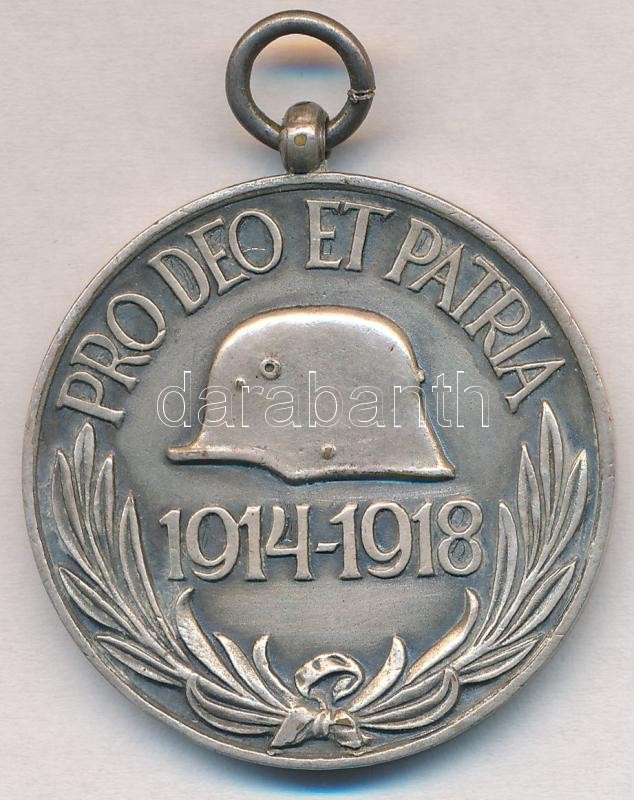 PRO DEO ET PATRIA
darabanth
1914-1918